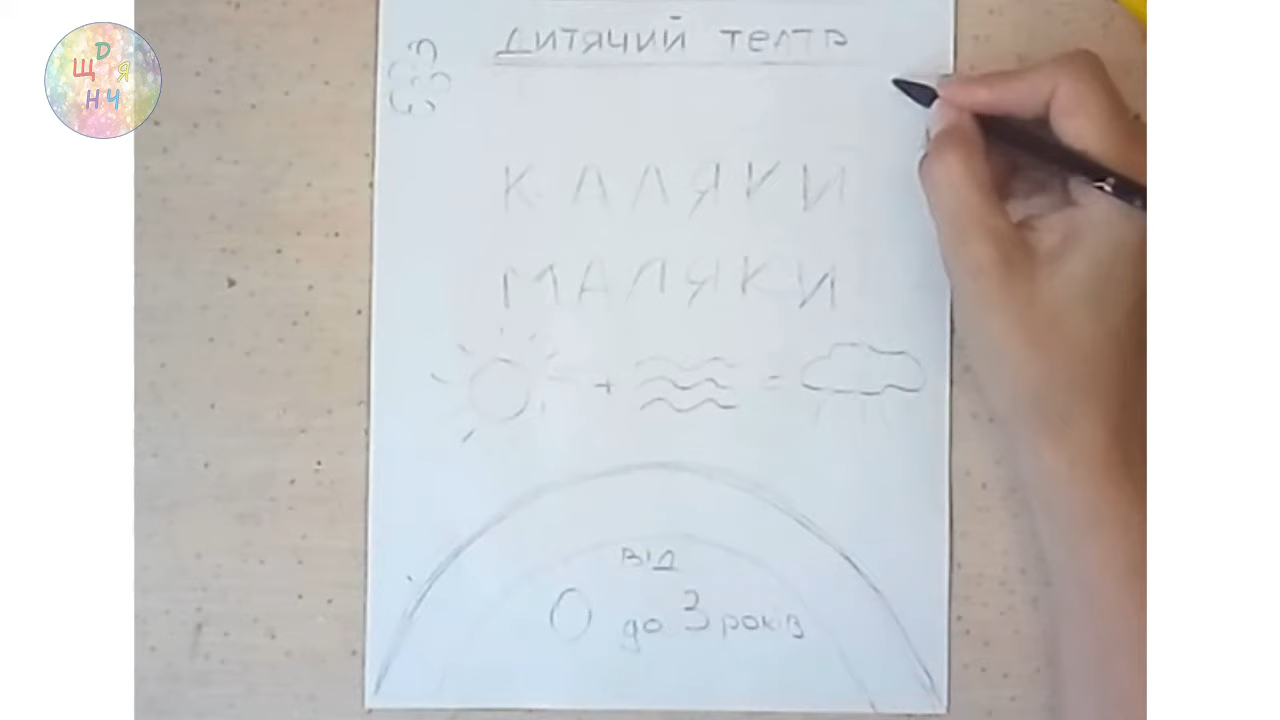 Д
Щ Я
Н Ч
ДИТЯЧИЙ ТЕАТР
КАЛЯКИ
МАЛЯКИ
+ =
ВІД
0 до 3 років